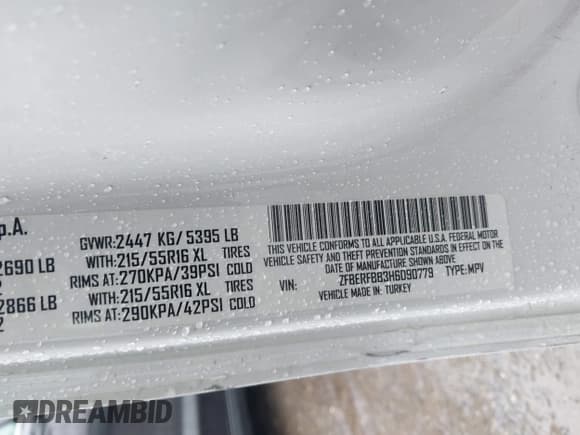 p.A.
GVWR:2447 KG/5395 LB
2690 LB WITH:215/55R16 XL TIRES
RIMS AT:270KPA/39PSI COLD
2866 LB WITH:215/55R16 XL TIRES
2 RIMS AT:290KPA/42PSI COLD
THIS VEHICLE CONFORMS TO ALL APPLICABLE U.S.A. FEDERAL MOTOR
VEHICLE SAFETY AND THEFT PREVENTION STANDARDS IN EFFECT ON THE
DATE OF MANUFACTURE SHOWN ABOVE
VIN: ZFBERFBB3H6D90779 TYPE:MPV
VEHICLE MADE IN: TURKEY
DREAMBID